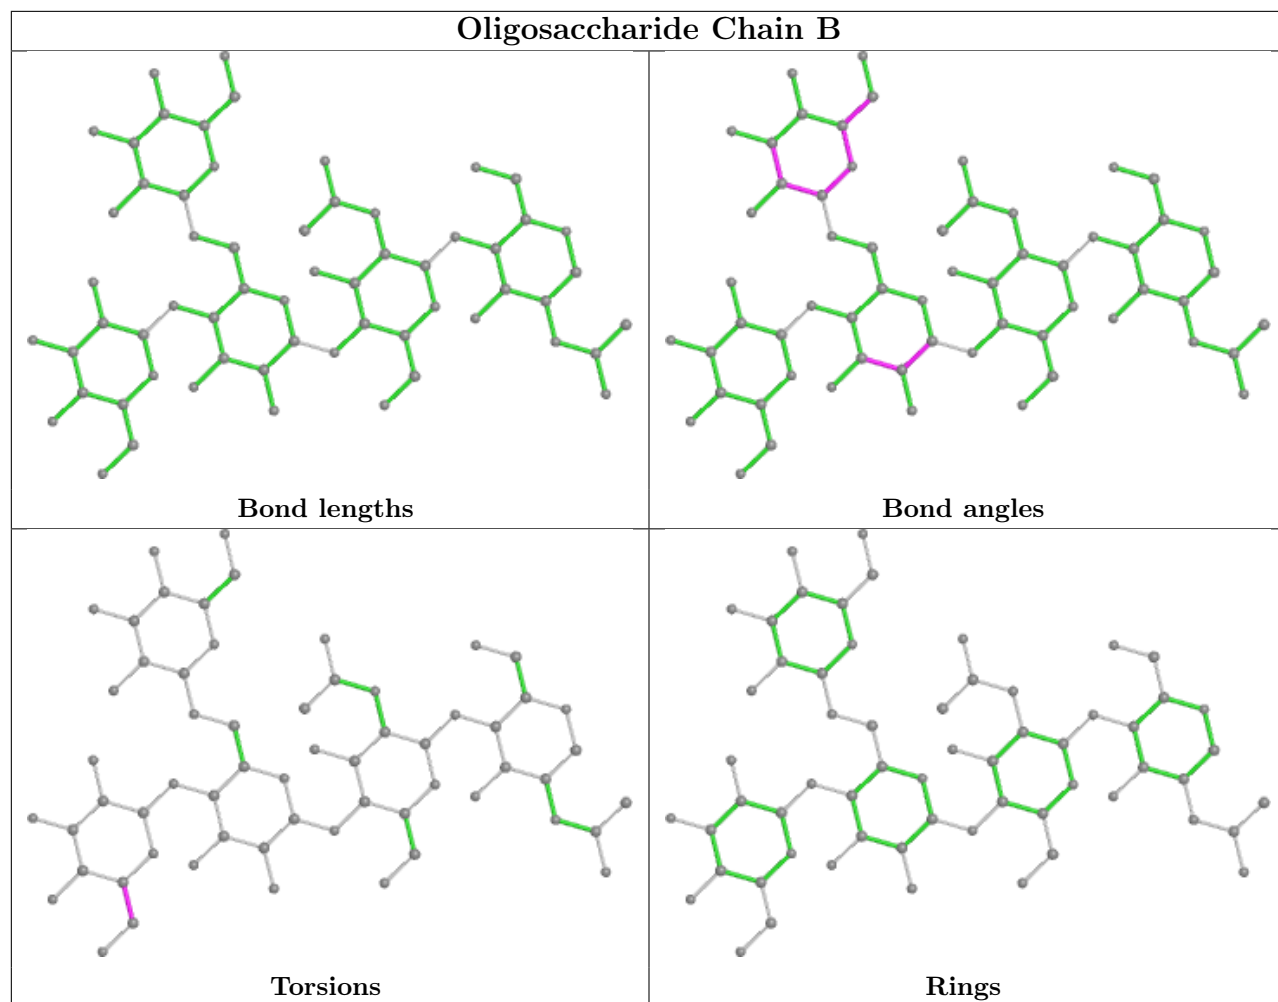 Oligosaccharide Chain B
Bond lengths
Bond angles
Torsions
Rings